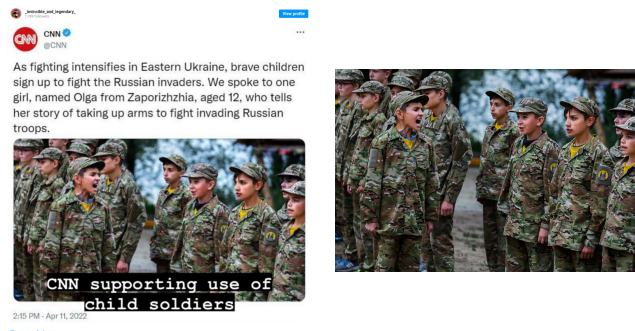 _invincible_and_legendary_
View profile
CNN
CNN
@CNN
As fighting intensifies in Eastern Ukraine, brave children
sign up to fight the Russian invaders. We spoke to one
girl, named Olga from Zaporizhzhia, aged 12, who tells
her story of taking up arms to fight invading Russian
troops.
CNN supporting use of
child soldiers
2:15 PM · Apr 11, 2022